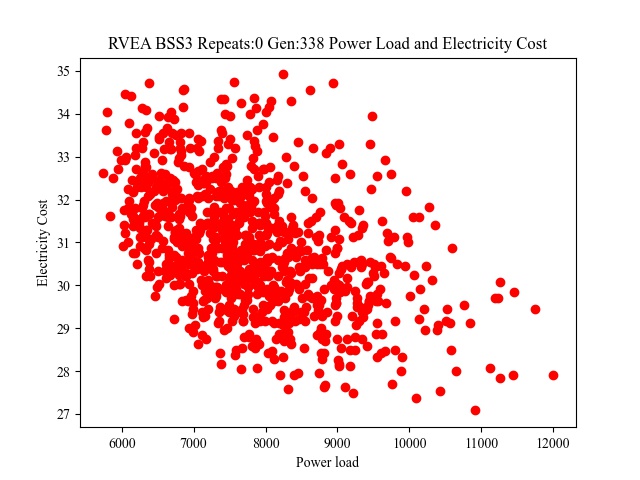 RVEA BSS3 Repeats:0 Gen:338 Power Load and Electricity Cost
35
34
33
32
31
30
29
28
27
Electricity Cost
6000 7000 8000 9000 10000 11000 12000
Power load